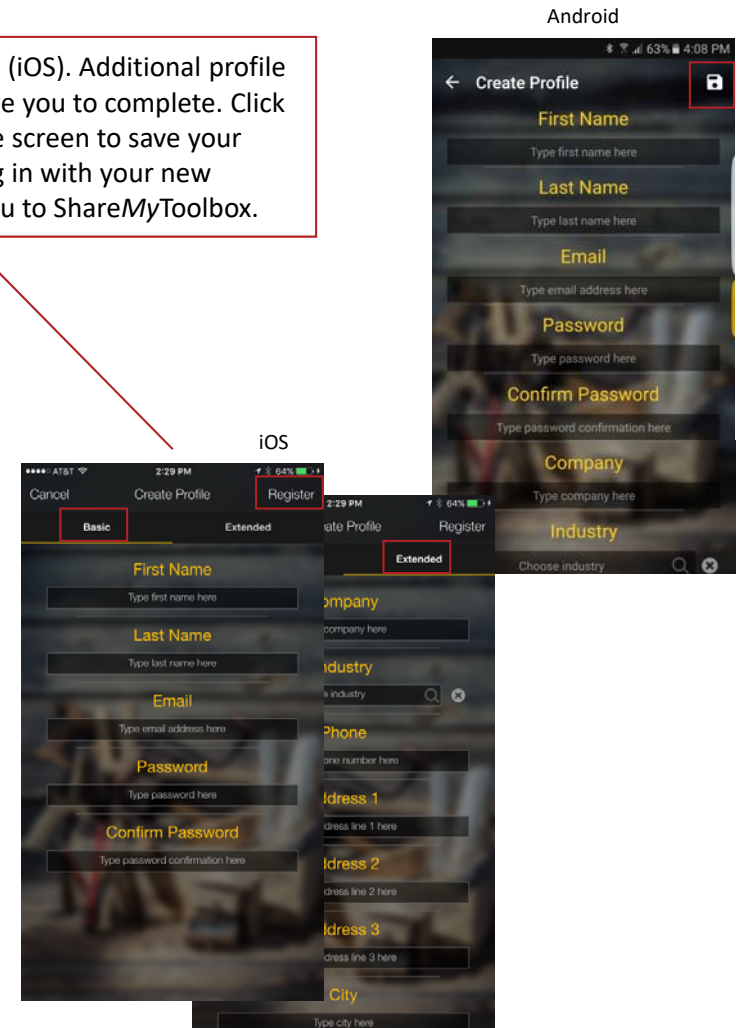 Android
(iOS). Additional profile
e you to complete. Click
screen to save your
in with your new
u to ShareMyToolbox.
63% 4:08 PM
Create Profile
First Name
Type first name here
Last Name
Type last name here
Email
Type email address here
Password
Type password here
Confirm Password
Type password confirmation here
Company
Type company here
Industry
Choose industry
iOS
AT&T 2:29 PM 64%
Cancel Create Profile Register
Basic Extended
First Name
Type first name here
Last Name
Type last name here
Email
Type email address here
Password
Type password here
Confirm Password
Type password confirmation here
2:29 PM 64%
ate Profile Register
Extended
ompany
company here
ndustry
industry
Phone
one number here
ddress 1
dress line 1 here
ddress 2
dress line 2 here
ddress 3
dress line 3 here
City
Type city here